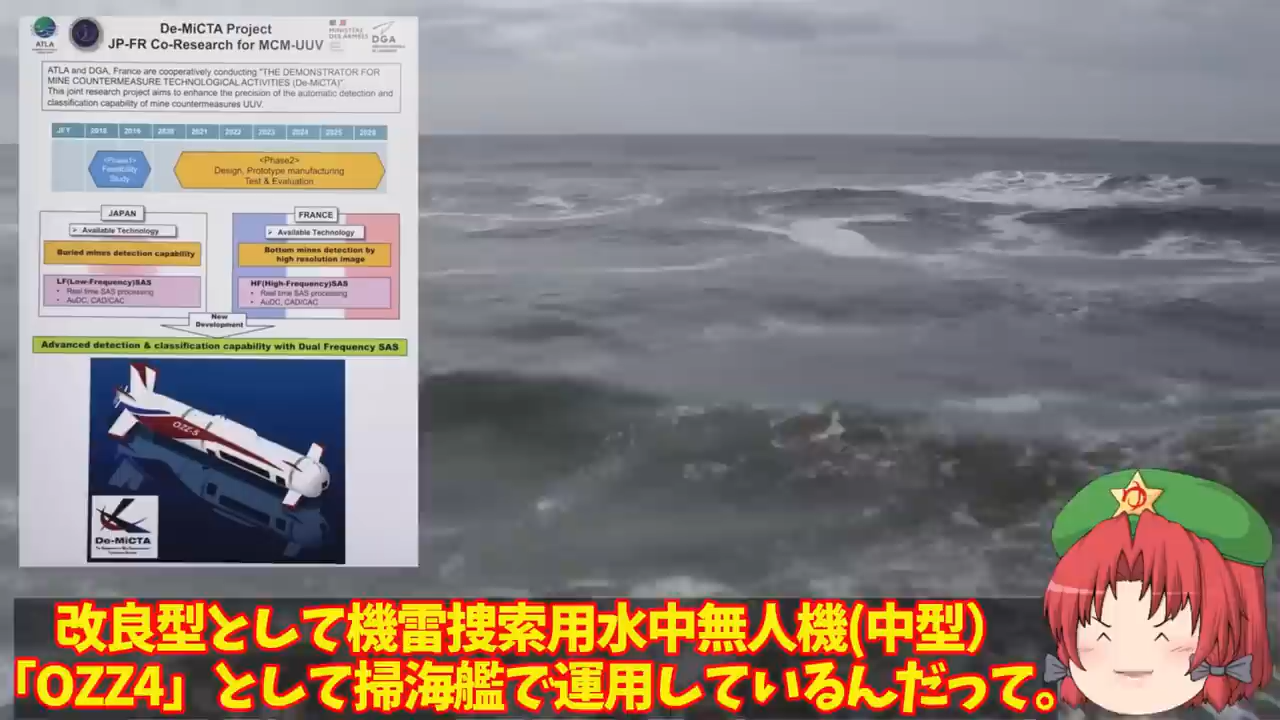 De-MiCTA Project
JP-FR Co-Research for MCM-UUV
ATLA
MINISTÈRE
DES ARMÉES
DGA
ATLA and DGA, France are cooperatively conducting "THE DEMONSTRATOR FOR
MINE COUNTERMEASURE TECHNOLOGICAL ACTIVITIES (De-MiCTA)".
This joint research project aims to enhance the precision of the automatic detection and
classification capability of mine countermeasures UUV.
JFY 2018 2019 2020 2021 2022 2023 2024 2025 2026
<Phase1>
Feasibility
Study
<Phase2>
Design, Prototype manufacturing
Test & Evaluation
JAPAN
Available Technology
Buried mines detection capability
LF(Low-Frequency)SAS
• Real time SAS processing
• AuDC, CAD/CAC
FRANCE
Available Technology
Bottom mines detection by
high resolution image
HF(High-Frequency)SAS
• Real time SAS processing
• AuDC, CAD/CAC
New
Development
Advanced detection & classification capability with Dual Frequency SAS
OZZ-5
De-MiCTA
改良型として機雷捜索用水中無人機(中型)
「OZZ4」として掃海艦で運用しているんだって。